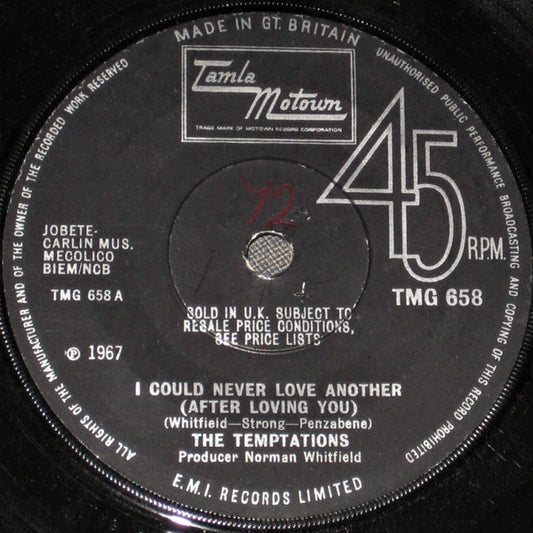 MADE IN GT. BRITAIN
UNAUTHORISED PUBLIC PERFORMANCE BROADCASTING AND COPYING OF THIS RECORD PROHIBITED
ALL RIGHTS OF THE MANUFACTURER AND OF THE OWNER OF THE RECORDED WORK RESERVED
Tamla
Motown
TRADE MARK OF MOTOWN RECORD CORPORATION
45
R.P.M.
72
JOBETE-
CARLIN MUS.
MECOLICO
BIEM/NCB
TMG 658 A
TMG 658
SOLD IN U.K. SUBJECT TO
RESALE PRICE CONDITIONS,
SEE PRICE LISTS
℗ 1967
I COULD NEVER LOVE ANOTHER
(AFTER LOVING YOU)
(Whitfield—Strong—Penzabene)
THE TEMPTATIONS
Producer Norman Whitfield
E.M.I. RECORDS LIMITED